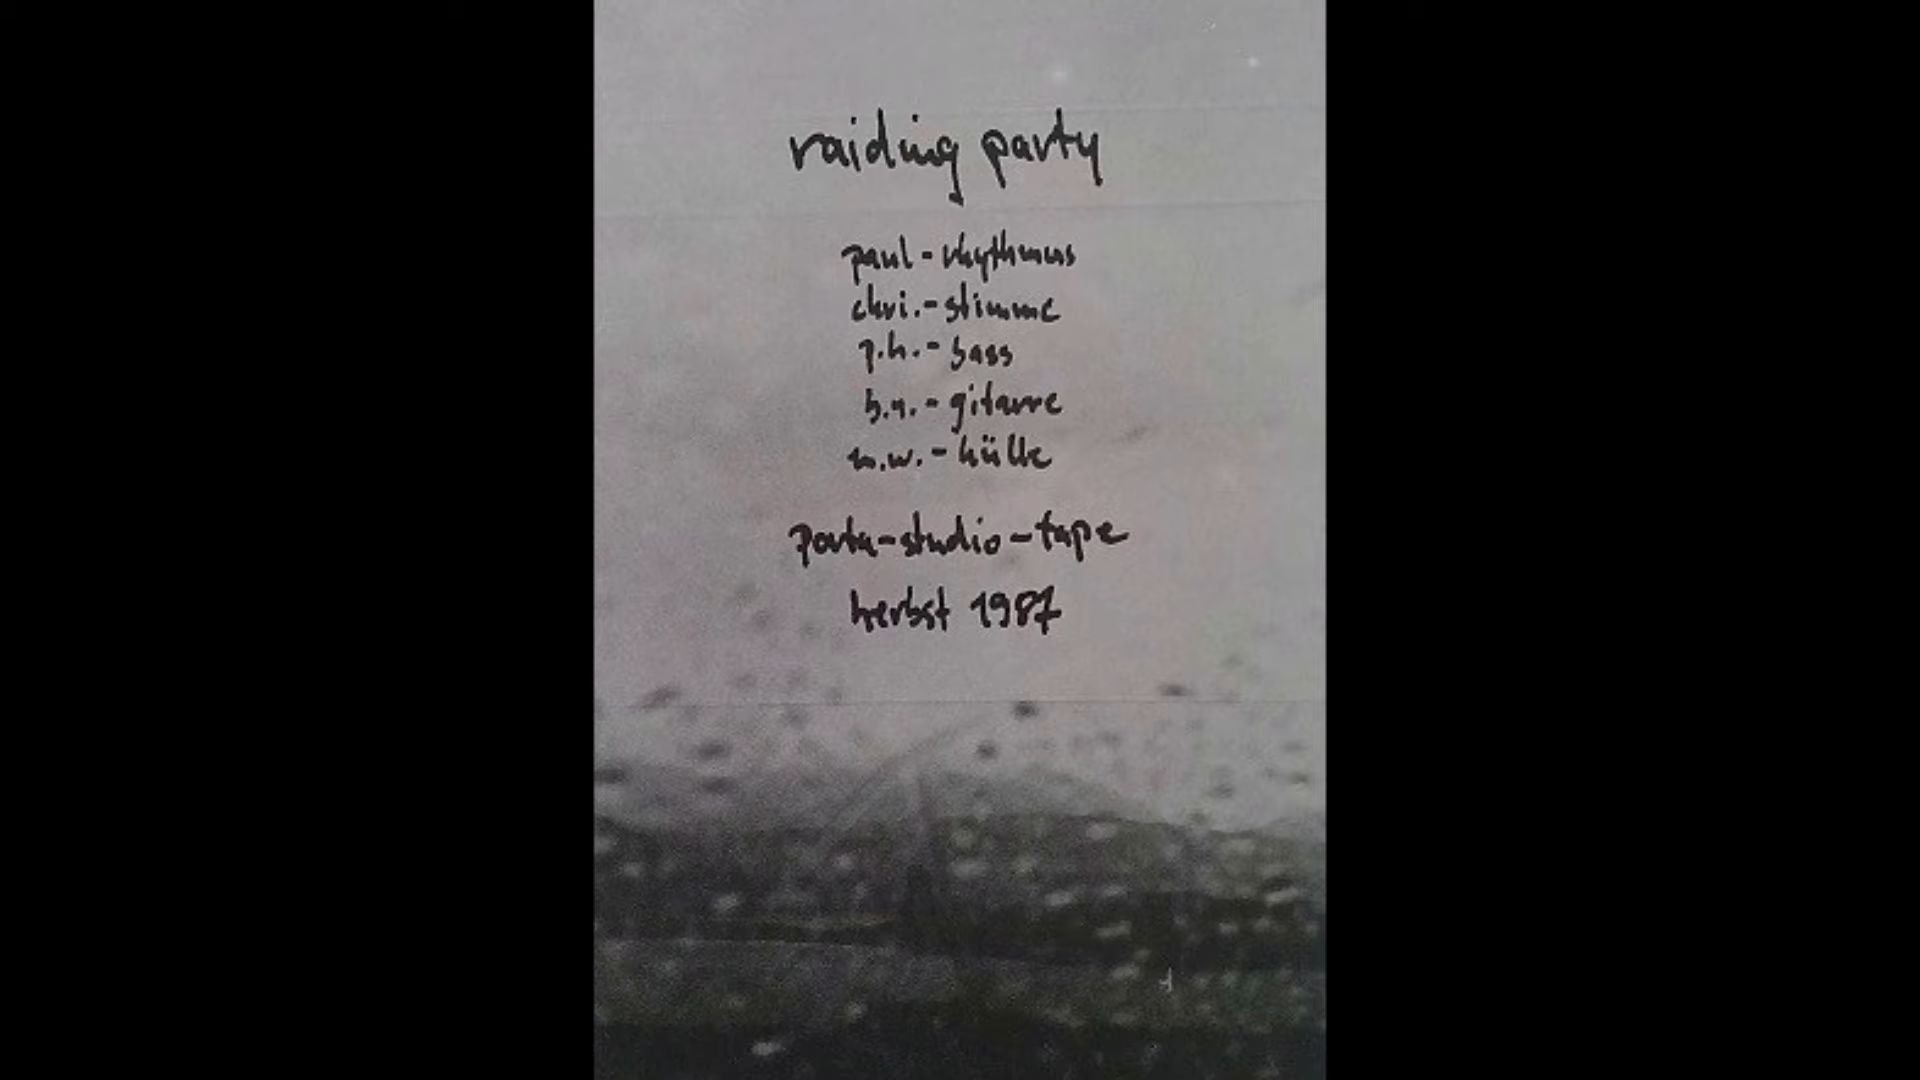 raiding party
paul - rhythmus
chri. - stimme
p.h. - bass
b.n. - gitarre
m.w. - hülle
porta-studio-tape
herbst 1987